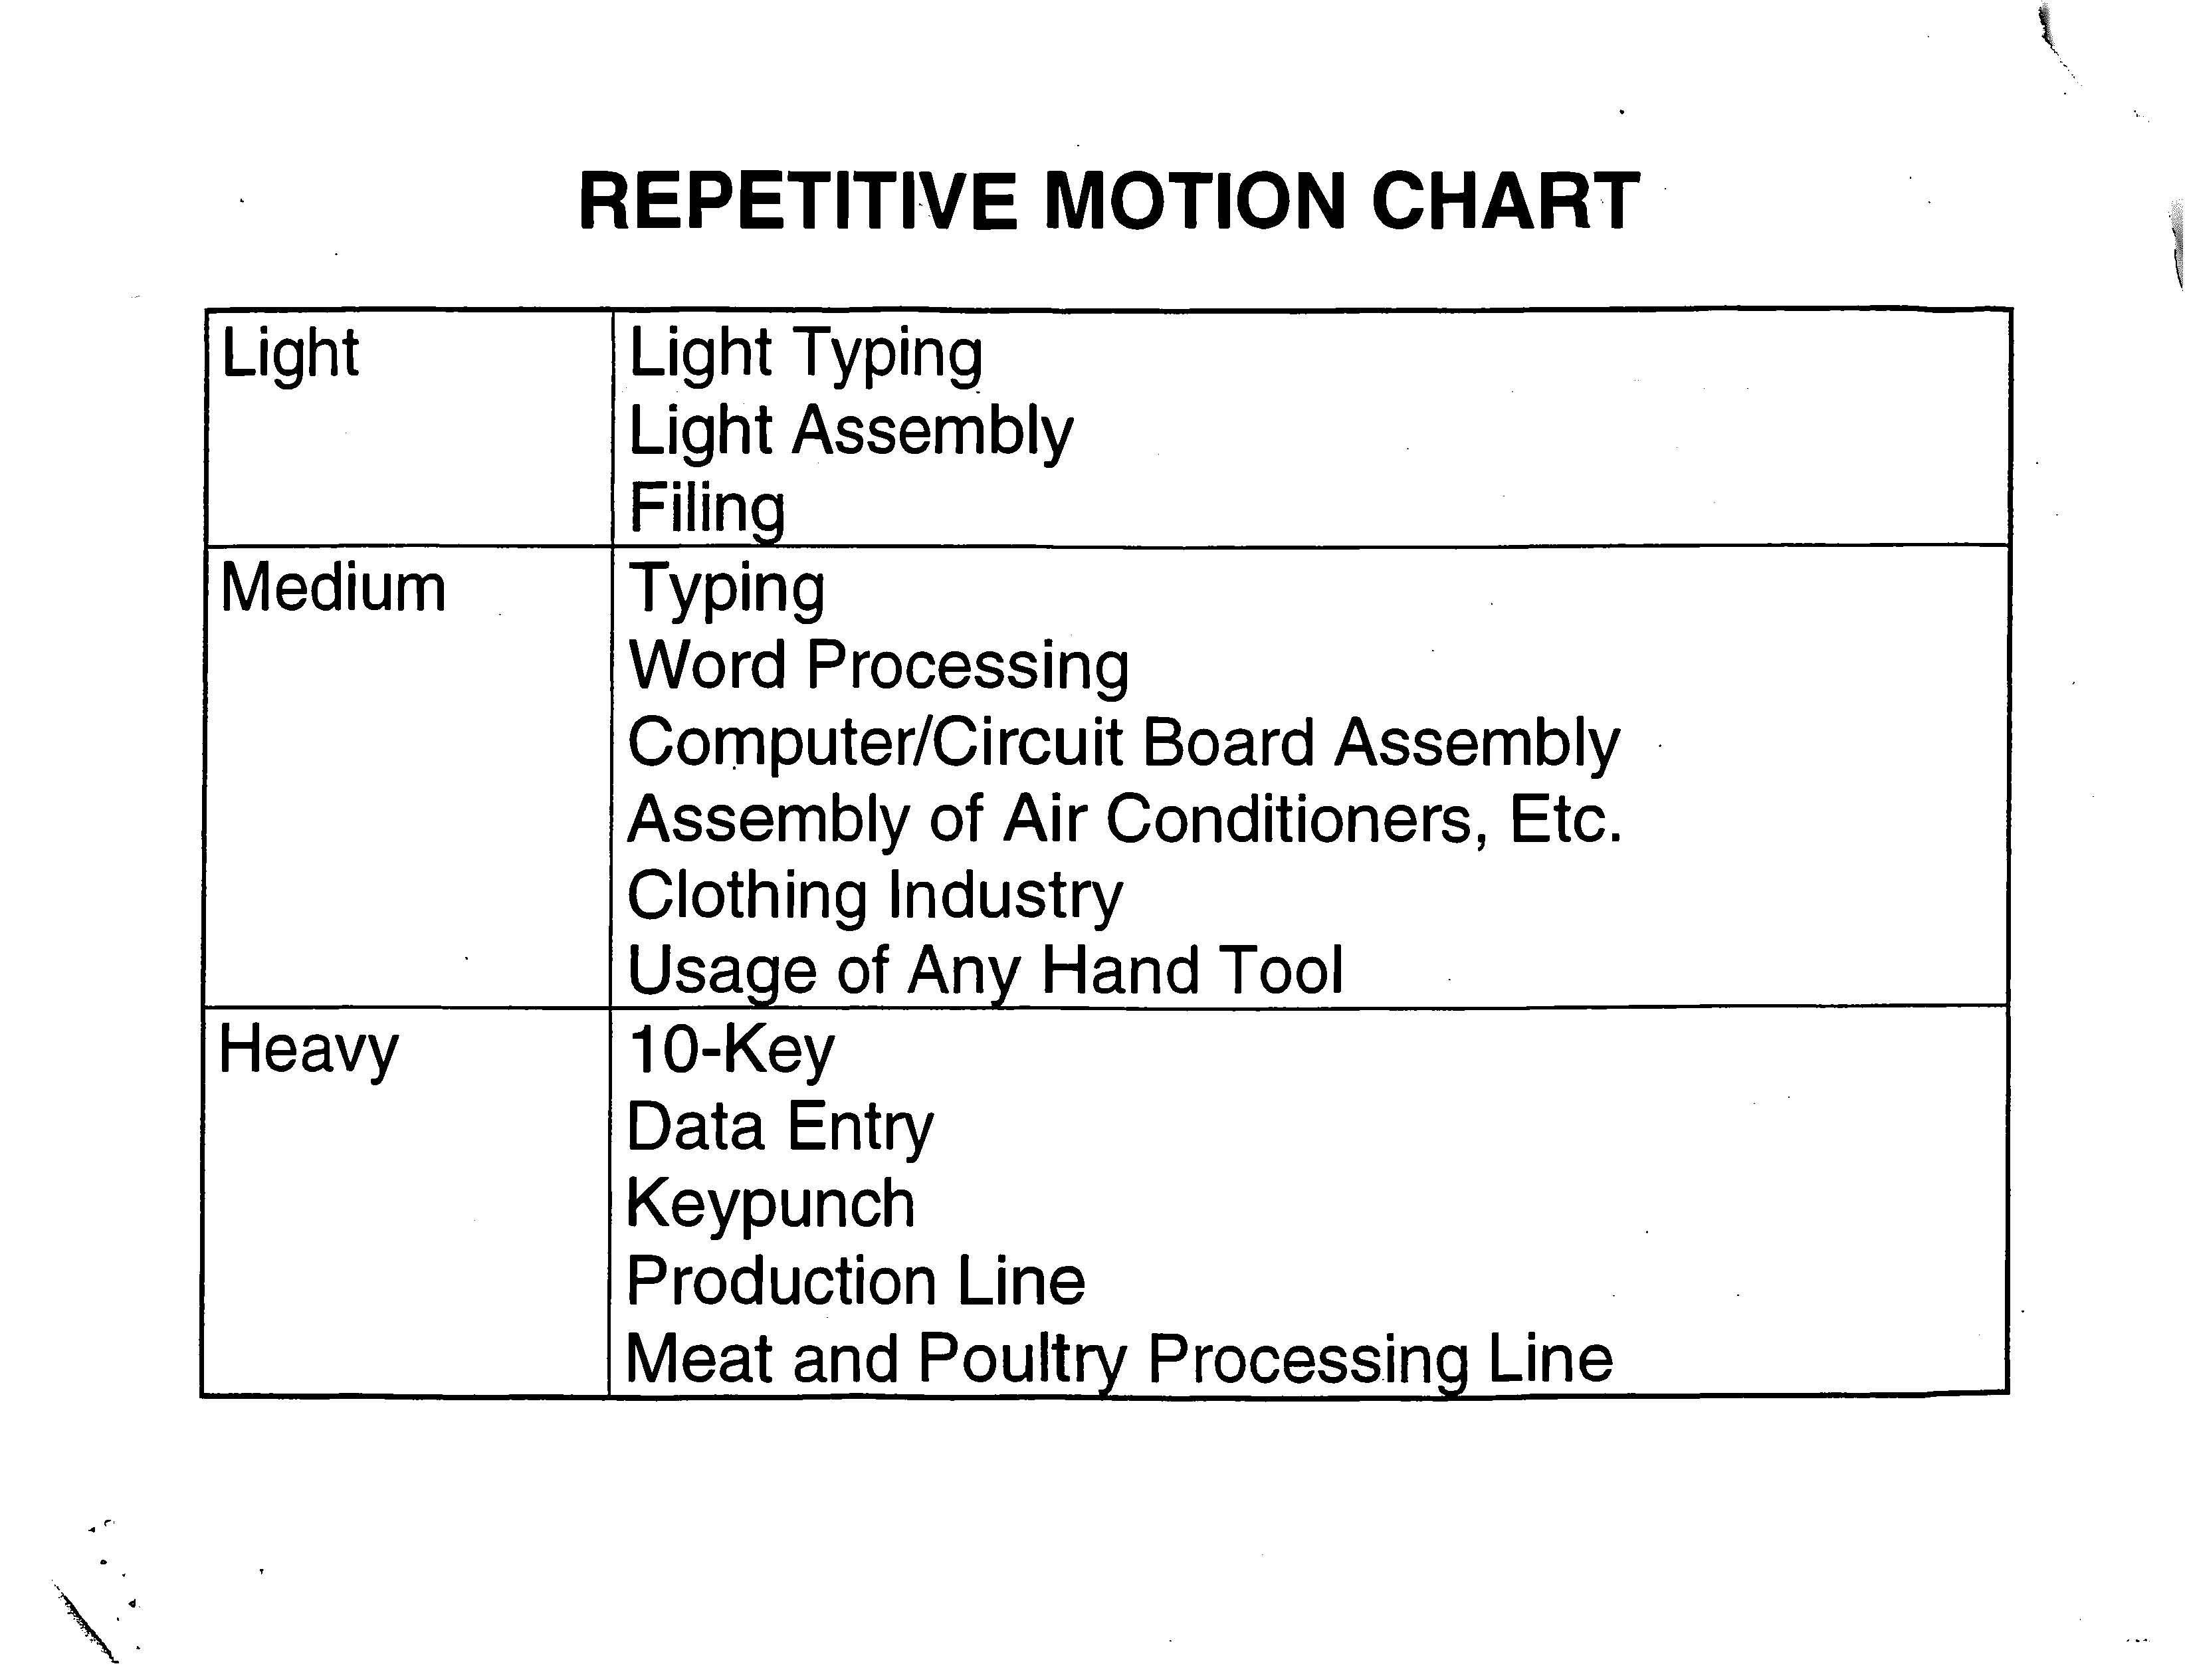 REPETITIVE MOTION CHART
Light
Light Typing
Light Assembly
Filing
Medium
Typing
Word Processing
Computer/Circuit Board Assembly
Assembly of Air Conditioners, Etc.
Clothing Industry
Usage of Any Hand Tool
Heavy
10-Key
Data Entry
Keypunch
Production Line
Meat and Poultry Processing Line